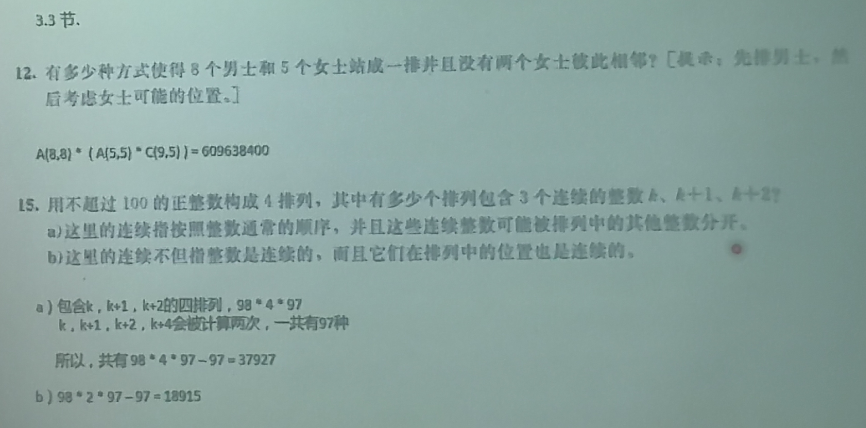 3.3 节.
12. 有多少种方式使得 8 个男士和 5 个女士站成一排并且没有两个女士彼此相邻？[提示：先排男士，然
后考虑女士可能的位置。]
A(8,8) * ( A(5,5) * C(9,5) ) = 609638400
15. 用不超过 100 的正整数构成 4 排列，其中有多少个排列包含 3 个连续的整数 k、k+1、k+2?
a)这里的连续指按照整数通常的顺序，并且这些连续整数可能被排列中的其他整数分开。
b)这里的连续不但指整数是连续的，而且它们在排列中的位置也是连续的。
a ) 包含k，k+1，k+2的四排列，98 * 4 * 97
k，k+1，k+2，k+4会被计算两次，一共有97种
所以，共有 98 * 4 * 97 – 97 = 37927
b ) 98 * 2 * 97 – 97 = 18915